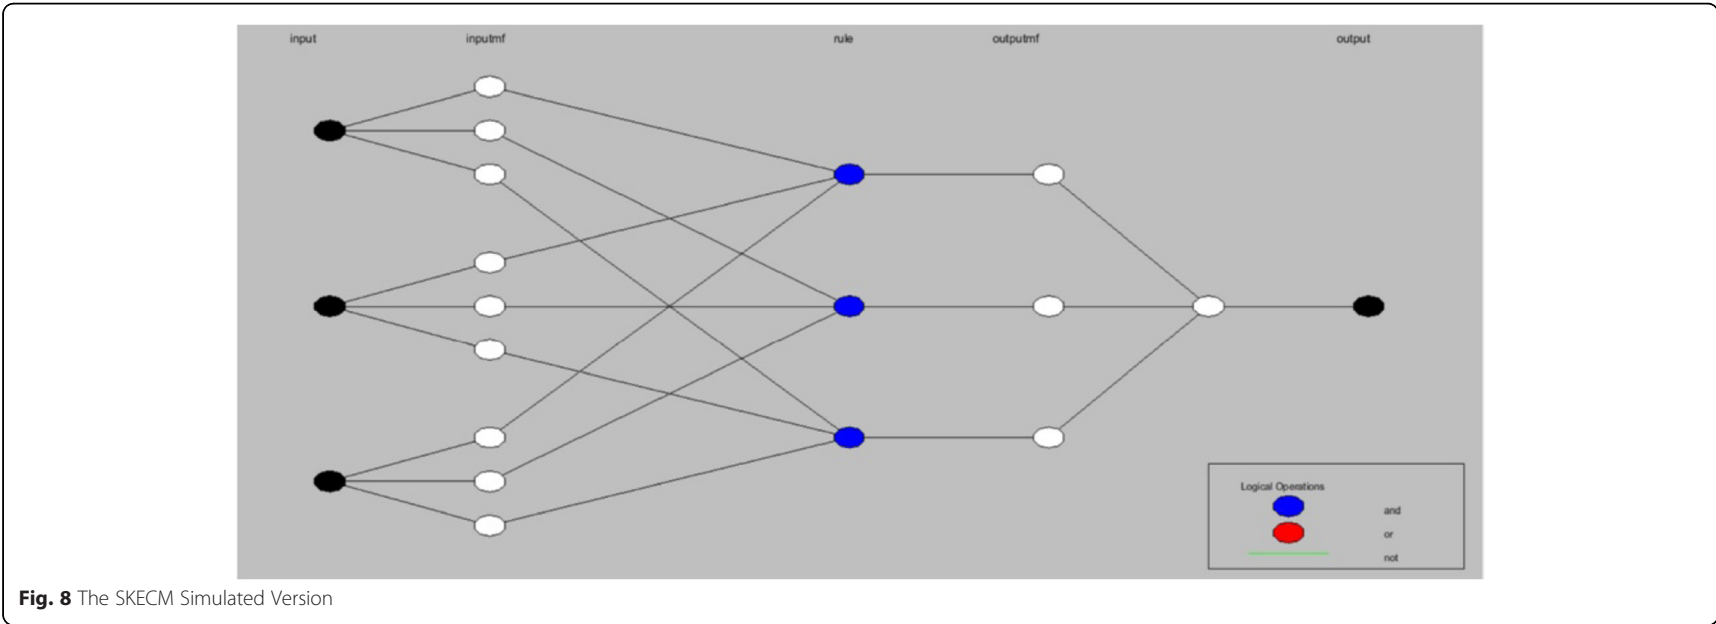 input inputmf rule outputmf output
Logical Operations
and
or
not
Fig. 8 The SKECM Simulated Version